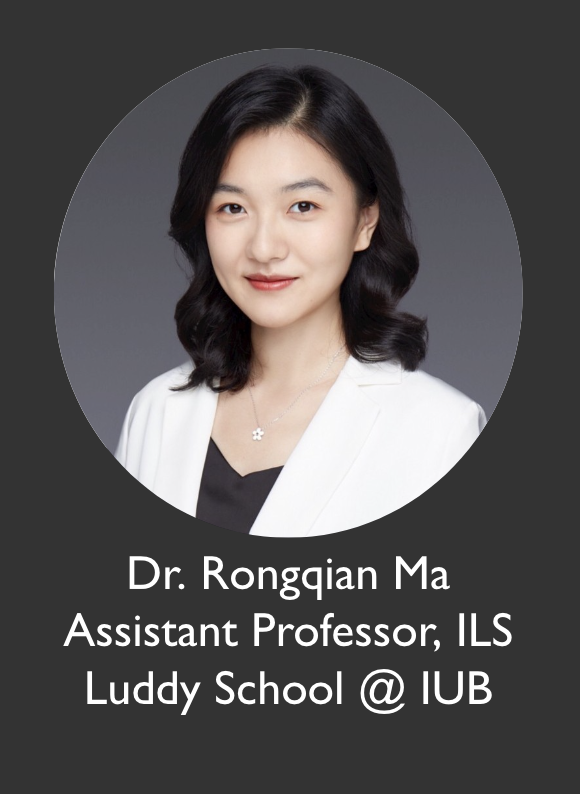 Dr. Rongqian Ma
Assistant Professor, ILS
Luddy School @ IUB